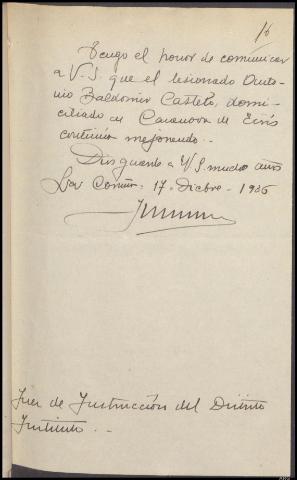 16
Tengo el honor de comunicar
a V.S. que el lesionado Anto-
nio Baldomir Castelo, domi-
ciliado en Casanova de Eirís
continúa mejorando. -
Dios guarde a V.S. muchos años
La Coruña, 17, Dicbre - 1936
Juez de Instrucción del Distrito
Instituto. -